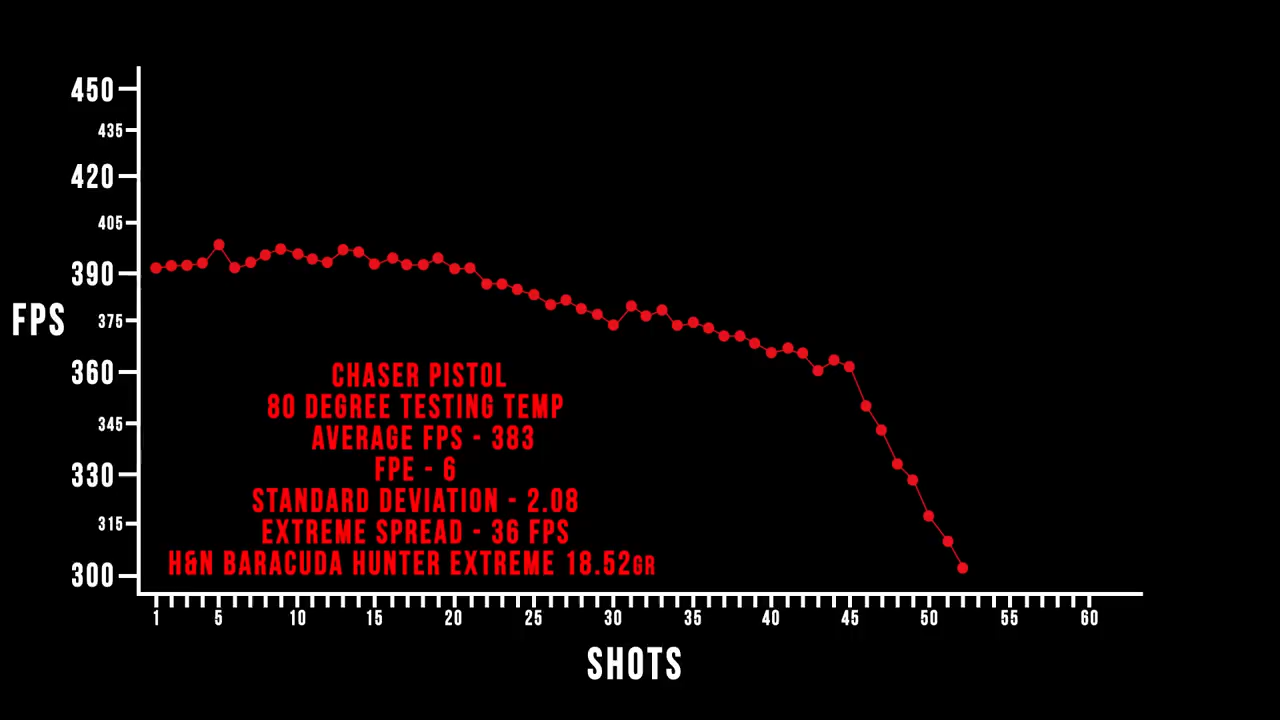 450
435
420
405
390
FPS
375
360
345
330
315
300
CHASER PISTOL
80 DEGREE TESTING TEMP
AVERAGE FPS - 383
FPE - 6
STANDARD DEVIATION - 2.08
EXTREME SPREAD - 36 FPS
H&N BARACUDA HUNTER EXTREME 18.52GR
1 5 10 15 20 25 30 35 40 45 50 55 60
SHOTS